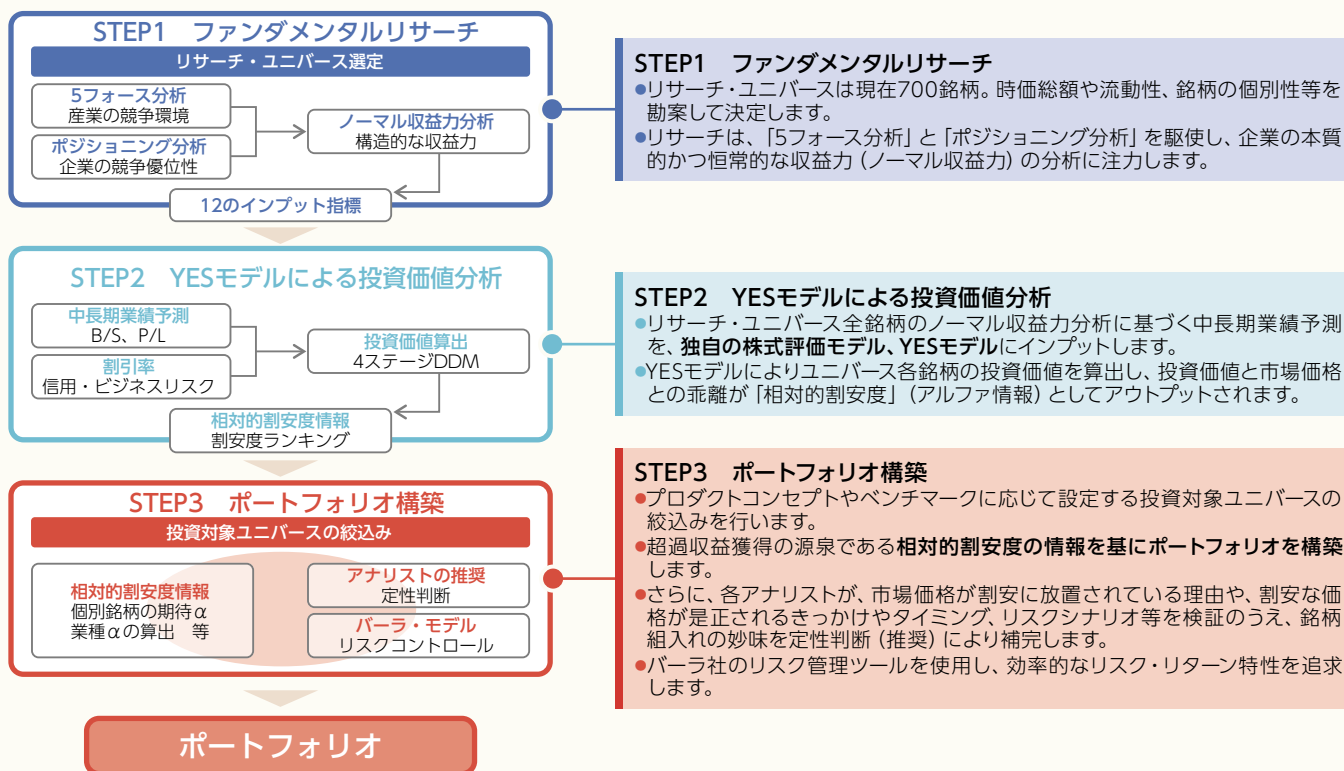 STEP1 ファンダメンタルリサーチ
リサーチ・ユニバース選定
5フォース分析
産業の競争環境
ポジショニング分析
企業の競争優位性
ノーマル収益力分析
構造的な収益力
12のインプット指標
STEP1 ファンダメンタルリサーチ
●リサーチ・ユニバースは現在700銘柄。時価総額や流動性、銘柄の個別性等を
勘案して決定します。
●リサーチは、「5フォース分析」と「ポジショニング分析」を駆使し、企業の本質
的かつ恒常的な収益力(ノーマル収益力)の分析に注力します。
STEP2 YESモデルによる投資価値分析
中長期業績予測
B/S、P/L
割引率
信用・ビジネスリスク
投資価値算出
4ステージDDM
相対的割安度情報
割安度ランキング
STEP2 YESモデルによる投資価値分析
●リサーチ・ユニバース全銘柄のノーマル収益力分析に基づく中長期業績予測
を、独自の株式評価モデル、YESモデルにインプットします。
●YESモデルによりユニバース各銘柄の投資価値を算出し、投資価値と市場価格
との乖離が「相対的割安度」(アルファ情報)としてアウトプットされます。
STEP3 ポートフォリオ構築
投資対象ユニバースの絞込み
相対的割安度情報
個別銘柄の期待α
業種αの算出 等
アナリストの推奨
定性判断
バーラ・モデル
リスクコントロール
STEP3 ポートフォリオ構築
●プロダクトコンセプトやベンチマークに応じて設定する投資対象ユニバースの
絞込みを行います。
●超過収益獲得の源泉である相対的割安度の情報を基にポートフォリオを構築
します。
●さらに、各アナリストが、市場価格が割安に放置されている理由や、割安な価
格が是正されるきっかけやタイミング、リスクシナリオ等を検証のうえ、銘柄
組入れの妙味を定性判断(推奨)により補完します。
●バーラ社のリスク管理ツールを使用し、効率的なリスク・リターン特性を追求
します。
ポートフォリオ